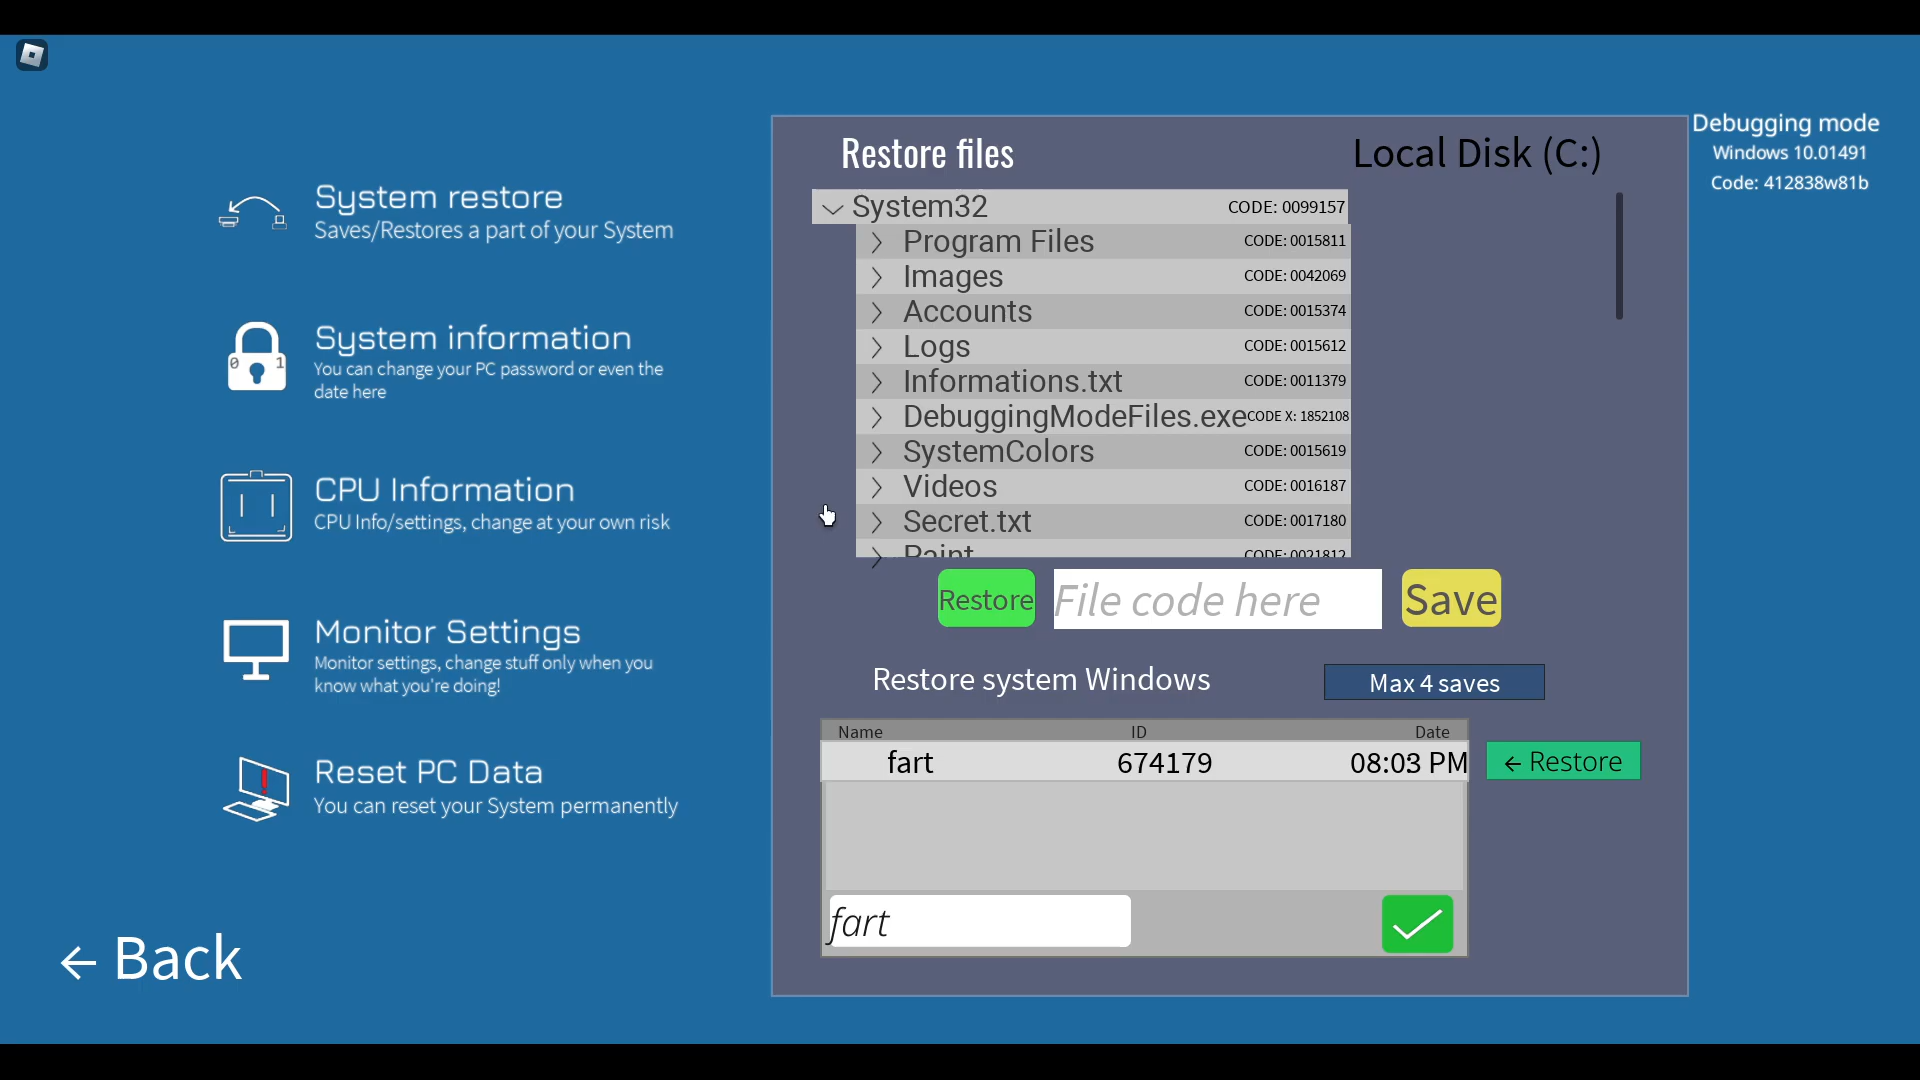 System restore
Saves/Restores a part of your System
System information
0 1
You can change your PC password or even the
date here
CPU Information
CPU Info/settings, change at your own risk
Monitor Settings
Monitor settings, change stuff only when you
know what you're doing!
Reset PC Data
You can reset your System permanently
← Back
Restore files
Local Disk (C:)
System32 CODE: 0099157
Program Files CODE: 0015811
Images CODE: 0042069
Accounts CODE: 0015374
Logs CODE: 0015612
Informations.txt CODE: 0011379
DebuggingModeFiles.exe CODE X: 1852108
SystemColors CODE: 0015619
Videos CODE: 0016187
Secret.txt CODE: 0017180
Paint CODE: 0021812
Restore
File code here
Save
Restore system Windows
Max 4 saves
Name ID Date
fart 674179 08:03 PM
← Restore
fart
Debugging mode
Windows 10.01491
Code: 412838w81b